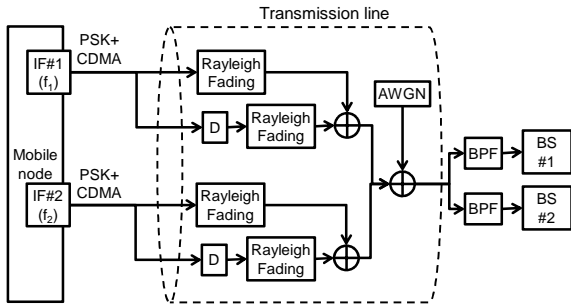 Transmission line
PSK+
CDMA
IF#1
(f1)
Rayleigh
Fading
AWGN
D
Rayleigh
Fading
Mobile
node
BPF
BS
#1
PSK+
CDMA
IF#2
(f2)
Rayleigh
Fading
BPF
BS
#2
D
Rayleigh
Fading